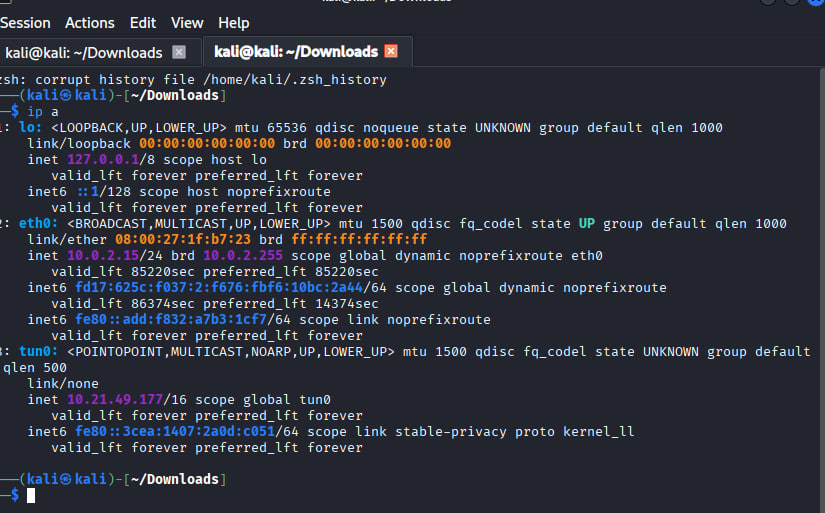 Session Actions Edit View Help
kali@kali: ~/Downloads kali@kali: ~/Downloads
zsh: corrupt history file /home/kali/.zsh_history
(kali㉿kali)-[~/Downloads]
$ ip a
1: lo: <LOOPBACK,UP,LOWER_UP> mtu 65536 qdisc noqueue state UNKNOWN group default qlen 1000
link/loopback 00:00:00:00:00:00 brd 00:00:00:00:00:00
inet 127.0.0.1/8 scope host lo
valid_lft forever preferred_lft forever
inet6 ::1/128 scope host noprefixroute
valid_lft forever preferred_lft forever
2: eth0: <BROADCAST,MULTICAST,UP,LOWER_UP> mtu 1500 qdisc fq_codel state UP group default qlen 1000
link/ether 08:00:27:1f:b7:23 brd ff:ff:ff:ff:ff:ff
inet 10.0.2.15/24 brd 10.0.2.255 scope global dynamic noprefixroute eth0
valid_lft 85220sec preferred_lft 85220sec
inet6 fd17:625c:f037:2:f676:fbf6:10bc:2a44/64 scope global dynamic noprefixroute
valid_lft 86374sec preferred_lft 14374sec
inet6 fe80::add:f832:a7b3:1cf7/64 scope link noprefixroute
valid_lft forever preferred_lft forever
3: tun0: <POINTOPOINT,MULTICAST,NOARP,UP,LOWER_UP> mtu 1500 qdisc fq_codel state UNKNOWN group default
qlen 500
link/none
inet 10.21.49.177/16 scope global tun0
valid_lft forever preferred_lft forever
inet6 fe80::3cea:1407:2a0d:c051/64 scope link stable-privacy proto kernel_ll
valid_lft forever preferred_lft forever
(kali㉿kali)-[~/Downloads]
$